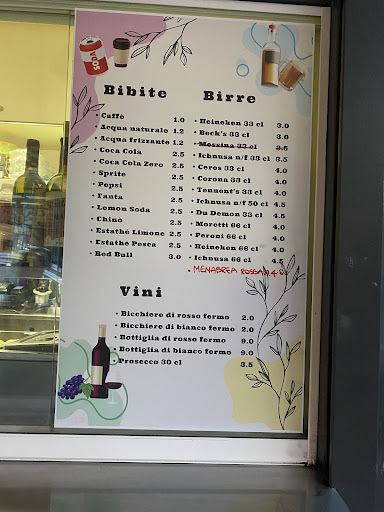 SODA
Bibite
• Caffè 1.0
• Acqua naturale 1.2
• Acqua frizzante 1.2
• Coca Cola 2.5
• Coca Cola Zero 2.5
• Sprite 2.5
• Pepsi 2.5
• Fanta 2.5
• Lemon Soda 2.5
• Chino 2.5
• Estathé Limone 2.5
• Estathe Pesca 2.5
• Red Bull 3.0
Birre
• Heineken 33 cl 3.0
• Beck's 33 cl 3.0
• Messina 33 cl 3.5
• Ichnusa n/f 33 cl 3.5
• Ceres 33 cl 4.0
• Corona 33 cl 4.0
• Tennent's 33 cl 4.0
• Ichnusa n/f 50 cl 4.5
• Du Demon 33 cl 4.5
• Moretti 66 cl 4.0
• Peroni 66 cl 4.0
• Heineken 66 cl 4.0
• Ichnusa 66 cl 4.5
• MENABREA ROSSA
Vini
• Bicchiere di rosso fermo 2.0
• Bicchiere di bianco fermo 2.0
• Bottiglia di rosso fermo 9.0
• Bottiglia di bianco fermo 9.0
• Prosecco 30 cl 3.5